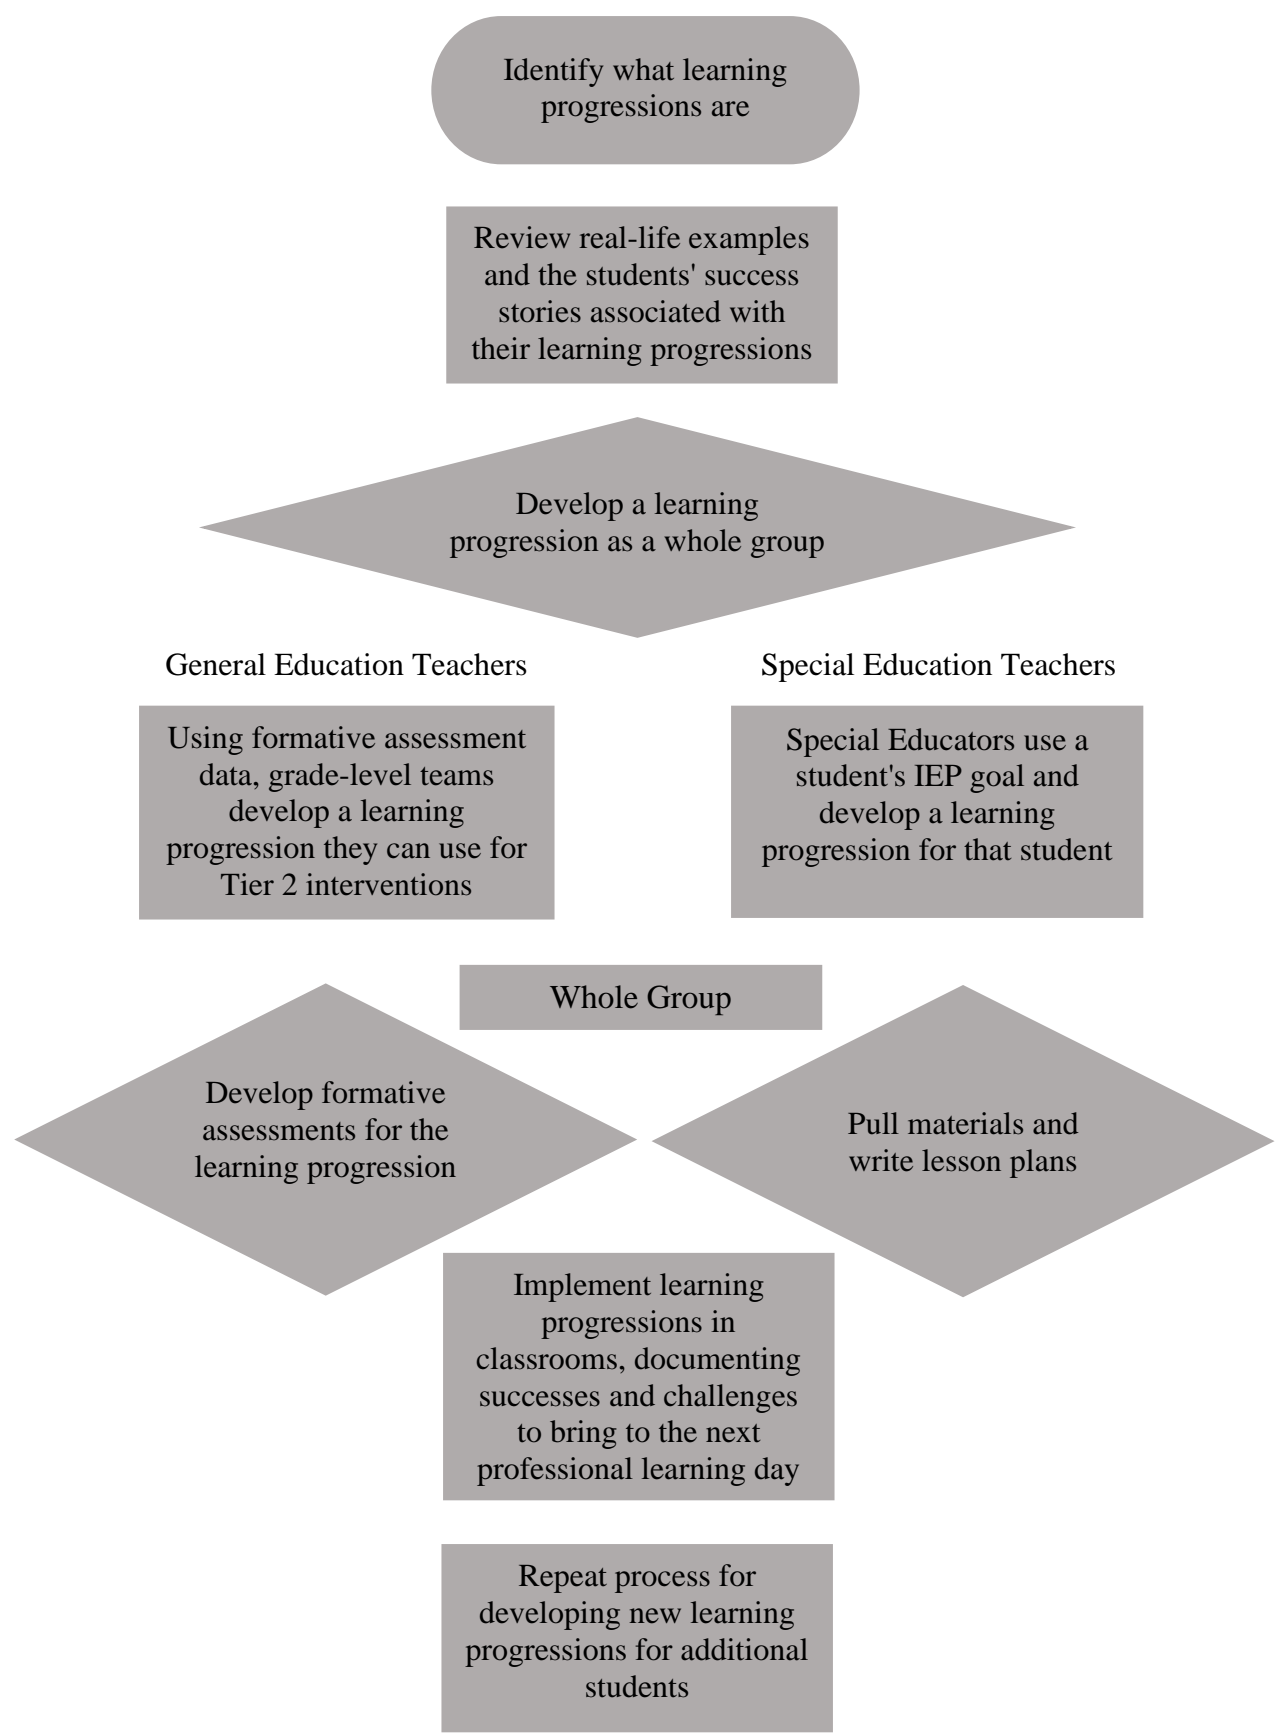 Identify what learning
progressions are
Review real-life examples
and the students' success
stories associated with
their learning progressions
Develop a learning
progression as a whole group
General Education Teachers
Special Education Teachers
Using formative assessment
data, grade-level teams
develop a learning
progression they can use for
Tier 2 interventions
Special Educators use a
student's IEP goal and
develop a learning
progression for that student
Whole Group
Develop formative
assessments for the
learning progression
Pull materials and
write lesson plans
Implement learning
progressions in
classrooms, documenting
successes and challenges
to bring to the next
professional learning day
Repeat process for
developing new learning
progressions for additional
students